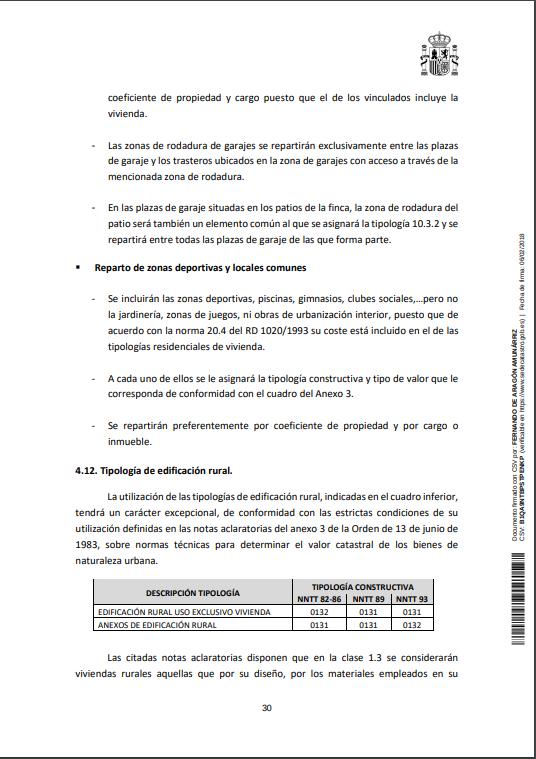 coeficiente de propiedad y cargo puesto que el de los vinculados incluye la
vivienda.
- Las zonas de rodadura de garajes se repartirán exclusivamente entre las plazas
de garaje y los trasteros ubicados en la zona de garajes con acceso a través de la
mencionada zona de rodadura.
- En las plazas de garaje situadas en los patios de la finca, la zona de rodadura del
patio será también un elemento común al que se asignará la tipología 10.3.2 y se
repartirá entre todas las plazas de garaje de las que forma parte.
▪ Reparto de zonas deportivas y locales comunes
- Se incluirán las zonas deportivas, piscinas, gimnasios, clubes sociales,...pero no
la jardinería, zonas de juegos, ni obras de urbanización interior, puesto que de
acuerdo con la norma 20.4 del RD 1020/1993 su coste está incluido en el de las
tipologías residenciales de vivienda.
- A cada uno de ellos se le asignará la tipología constructiva y tipo de valor que le
corresponda de conformidad con el cuadro del Anexo 3.
- Se repartirán preferentemente por coeficiente de propiedad y por cargo o
inmueble.
4.12. Tipología de edificación rural.
La utilización de las tipologías de edificación rural, indicadas en el cuadro inferior,
tendrá un carácter excepcional, de conformidad con las estrictas condiciones de su
utilización definidas en las notas aclaratorias del anexo 3 de la Orden de 13 de junio de
1983, sobre normas técnicas para determinar el valor catastral de los bienes de
naturaleza urbana.
DESCRIPCIÓN TIPOLOGÍA TIPOLOGÍA CONSTRUCTIVA
NNTT 82-86 NNTT 89 NNTT 93
EDIFICACIÓN RURAL USO EXCLUSIVO VIVIENDA 0132 0131 0131
ANEXOS DE EDIFICACIÓN RURAL 0131 0131 0132
Las citadas notas aclaratorias disponen que en la clase 1.3 se considerarán
viviendas rurales aquellas que por su diseño, por los materiales empleados en su
30
Documento firmado con CSV por: FERNANDO DE ARAGÓN AMUNÁRRIZ
(verificable en https://www.sedecatastro.gob.es) | Fecha de firma: 06/02/2018